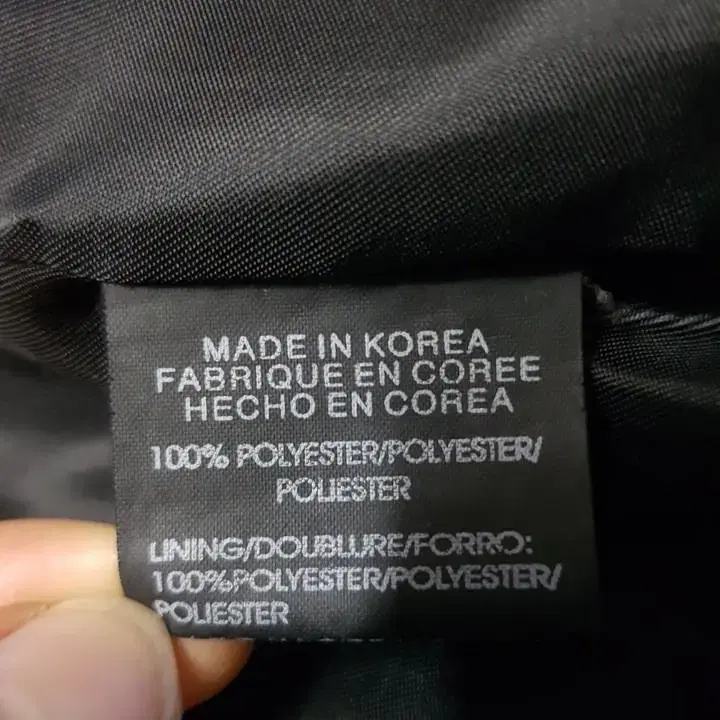 MADE IN KOREA
FABRIQUE EN COREE
HECHO EN COREA
100% POLYESTER/POLYESTER/
POLIESTER
LINING/DOUBLURE/FORRO:
100%POLYESTER/POLYESTER/
POLIESTER